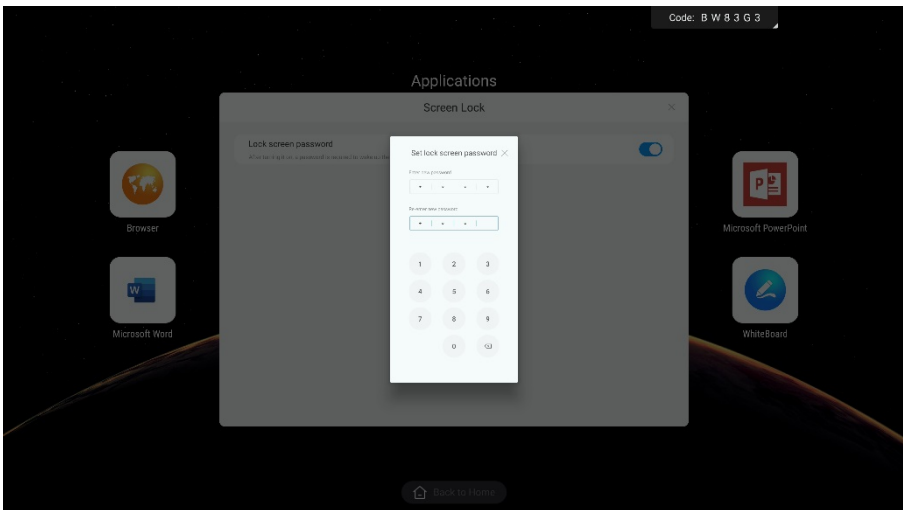 Code: B W 8 3 G 3
Applications
Screen Lock
Lock screen password
Set lock screen password
Enter new password
Re-enter new password
1 2 3
4 5 6
7 8 9
0
Browser
Microsoft Word
Microsoft PowerPoint
WhiteBoard
Back to Home